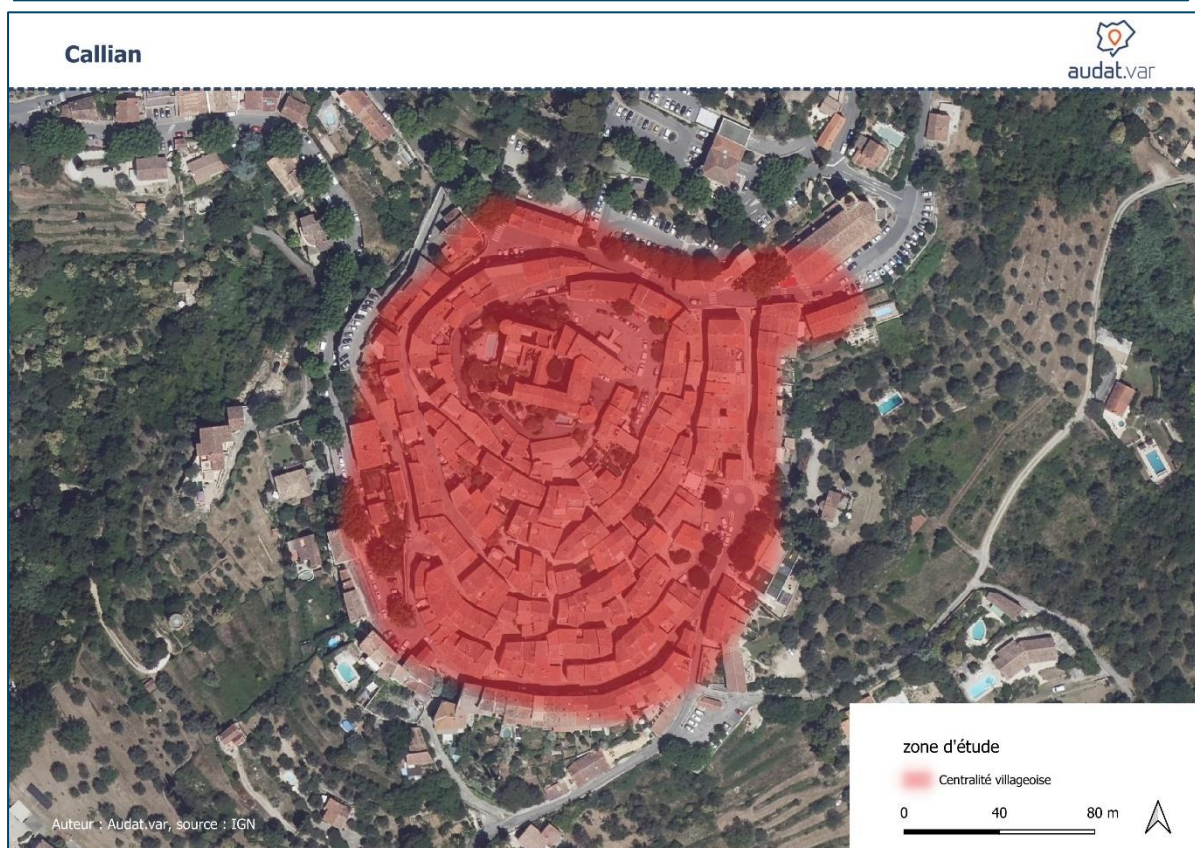 Callian
audat.var
zone d'étude
Centralité villageoise
0 40 80 m
Auteur : Audat.var, source : IGN